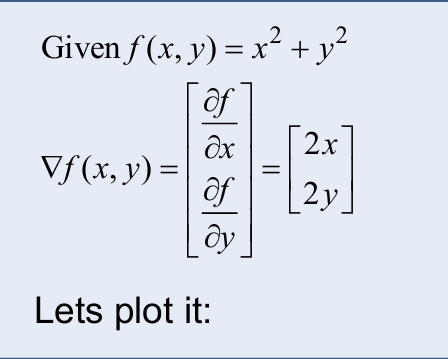 Given f(x, y) = x² + y²
∇f(x, y) = [∂f/∂x ∂f/∂y] = [2x 2y]
Lets plot it: